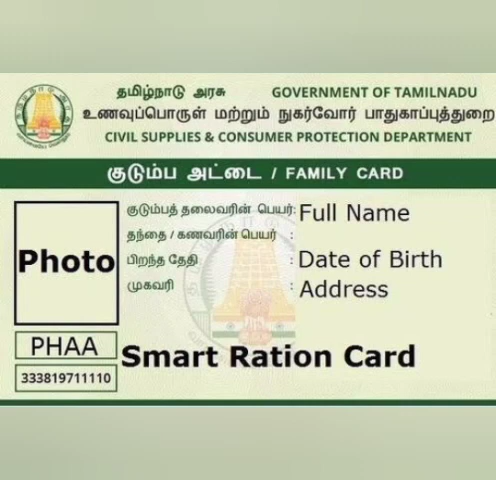 தமிழ்நாடு அரசு GOVERNMENT OF TAMILNADU
உணவுப்பொருள் மற்றும் நுகர்வோர் பாதுகாப்புத்துறை
CIVIL SUPPLIES & CONSUMER PROTECTION DEPARTMENT
குடும்ப அட்டை / FAMILY CARD
குடும்பத் தலைவரின் பெயர்: Full Name
தந்தை / கணவரின் பெயர் :
Photo
பிறந்த தேதி : Date of Birth
முகவரி : Address
PHAA
Smart Ration Card
333819711110